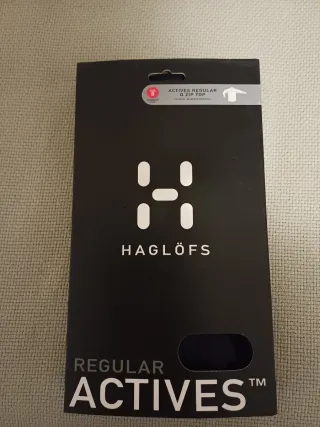 ACTIVES REGULAR
Q ZIP TOP
HAGLÖFS
REGULAR
ACTIVES™